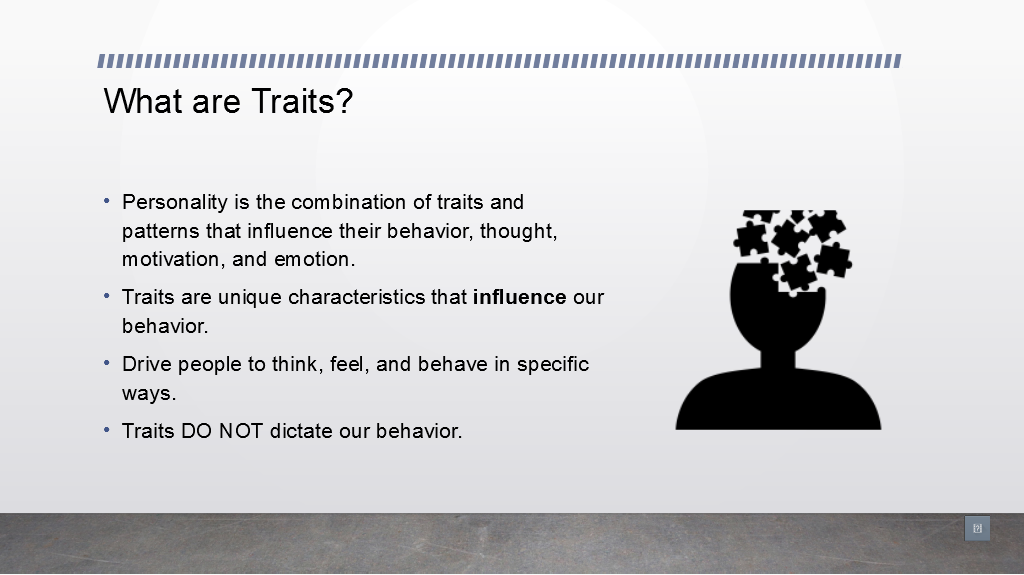 What are Traits?
• Personality is the combination of traits and
patterns that influence their behavior, thought,
motivation, and emotion.
• Traits are unique characteristics that influence our
behavior.
• Drive people to think, feel, and behave in specific
ways.
• Traits DO NOT dictate our behavior.